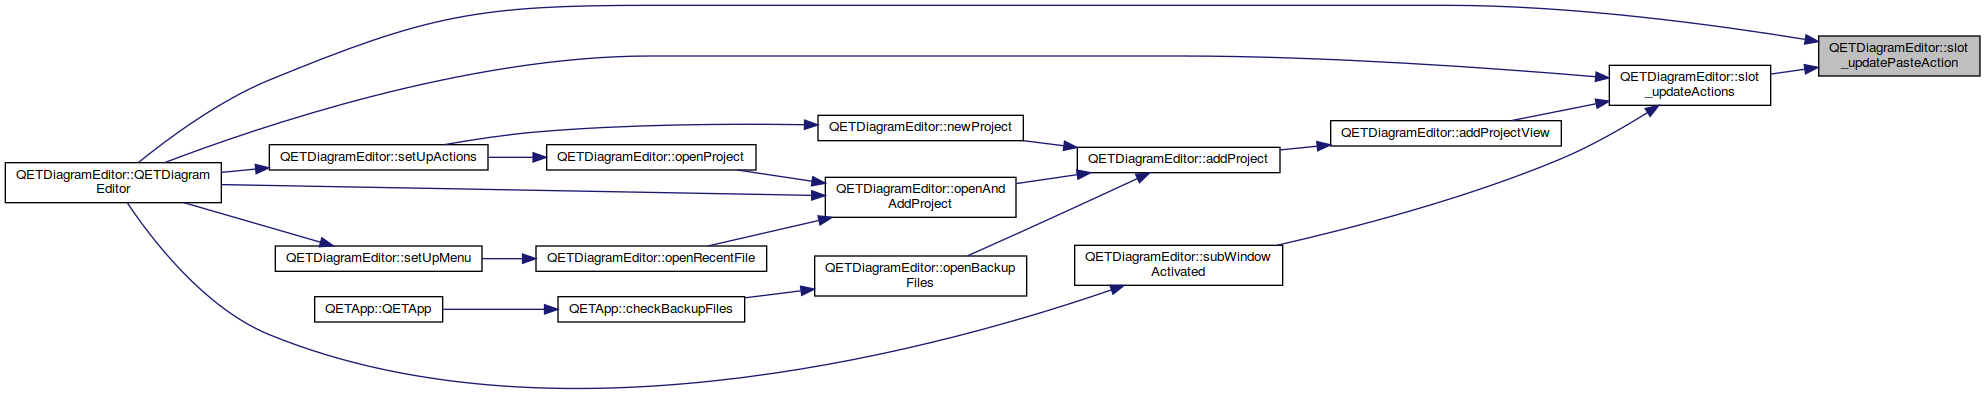 QETDiagramEditor::slot
_updatePasteAction
QETDiagramEditor::slot
_updateActions
QETDiagramEditor::newProject
QETDiagramEditor::addProjectView
QETDiagramEditor::setUpActions
QETDiagramEditor::openProject
QETDiagramEditor::addProject
QETDiagramEditor::QETDiagram
Editor
QETDiagramEditor::openAnd
AddProject
QETDiagramEditor::setUpMenu
QETDiagramEditor::openRecentFile
QETDiagramEditor::openBackup
Files
QETDiagramEditor::subWindow
Activated
QETApp::QETApp
QETApp::checkBackupFiles